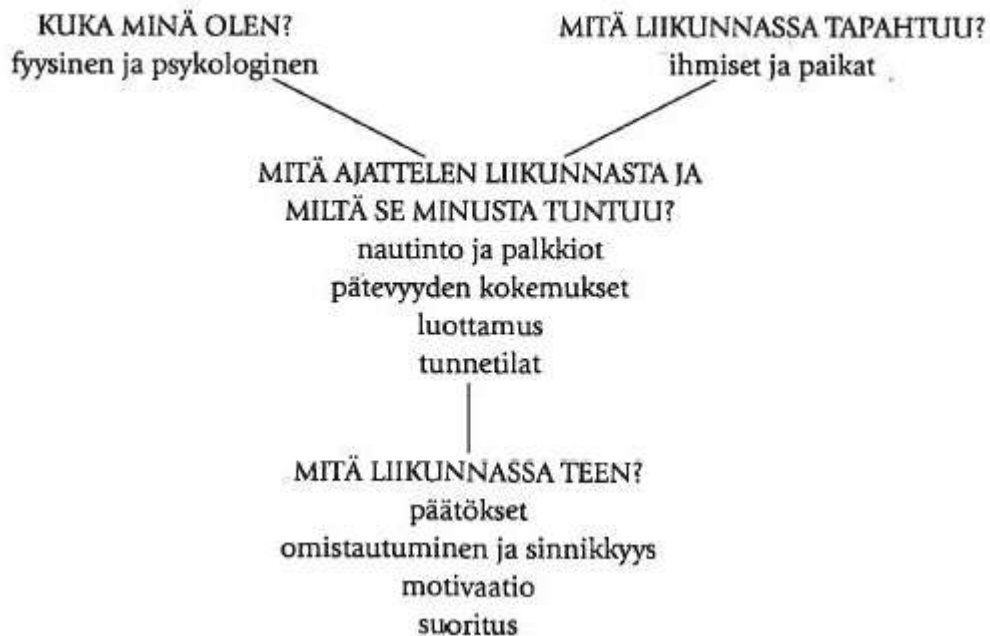 KUKA MINÄ OLEN?
fyysinen ja psykologinen
MITÄ LIIKUNNASSA TAPAHTUU?
ihmiset ja paikat
MITÄ AJATTELEN LIIKUNNASTA JA
MILTÄ SE MINUSTA TUNTUU?
nautinto ja palkkiot
pätevyyden kokemukset
luottamus
tunnetilat
MITÄ LIIKUNNASSA TEEN?
päätökset
omistautuminen ja sinnikkyys
motivaatio
suoritus